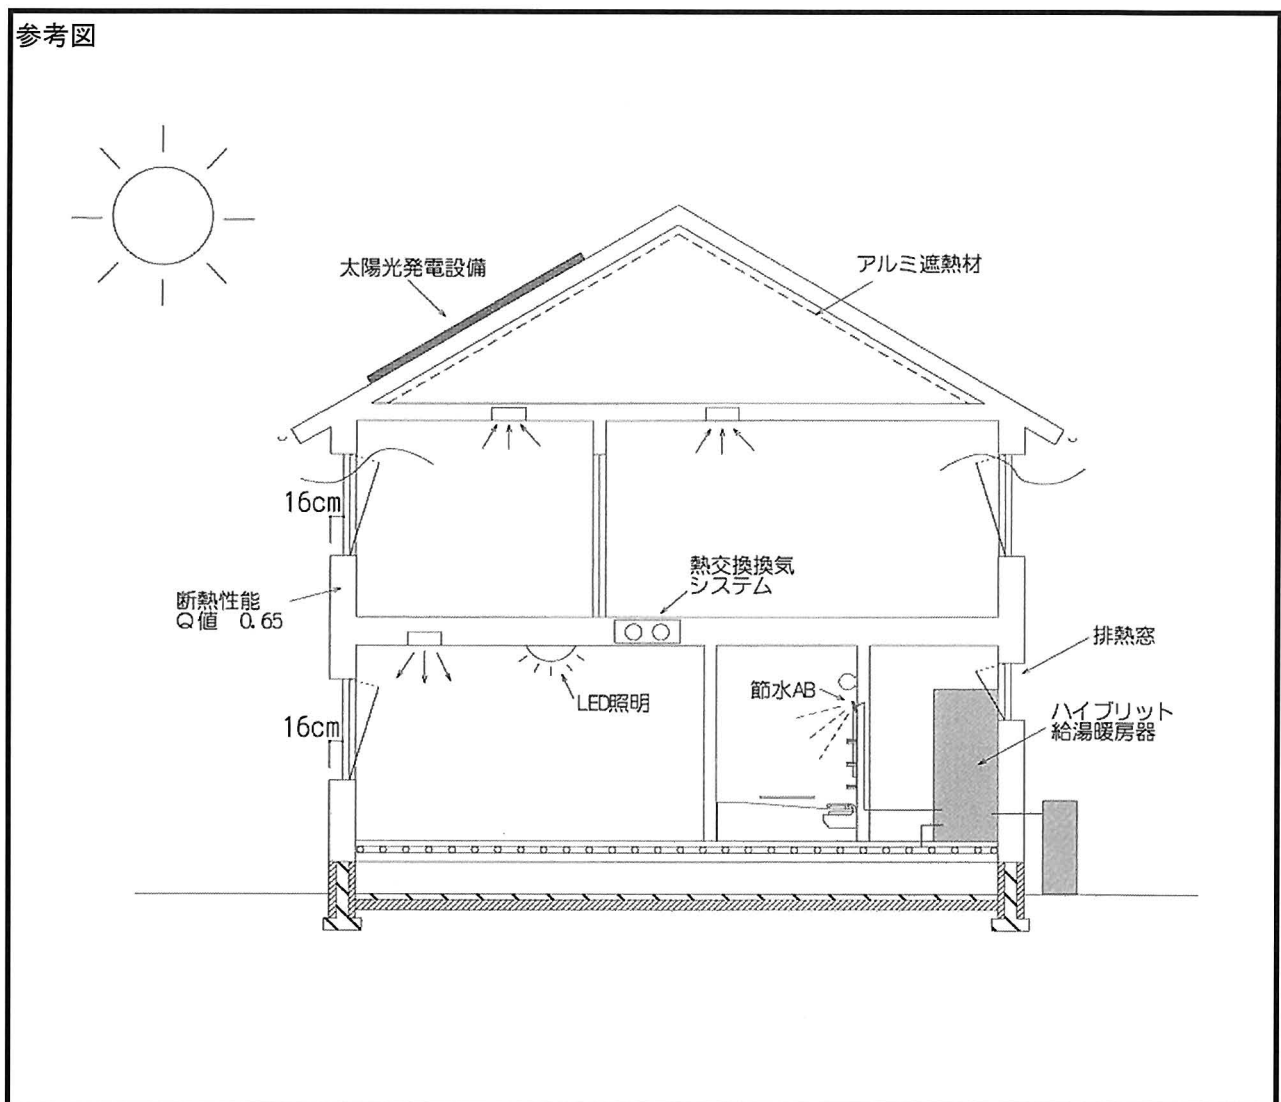 参考図
太陽光発電設備
アルミ遮熱材
16cm
熱交換換気
システム
断熱性能
Q値 0.65
排熱窓
節水AB
LED照明
ハイブリット
給湯暖房器
16cm